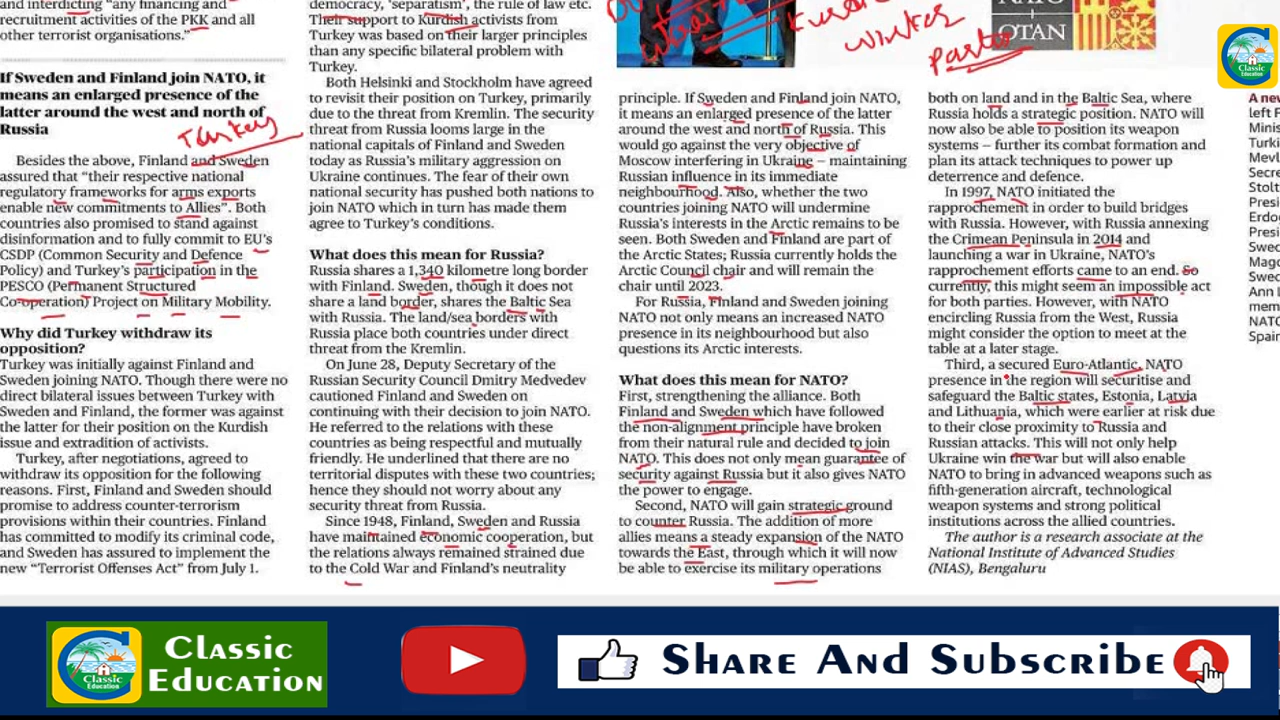 and interdicting “any financing and
recruitment activities of the PKK and all
other terrorist organisations.”
If Sweden and Finland join NATO, it
means an enlarged presence of the
latter around the west and north of
Russia
Turkey
Besides the above, Finland and Sweden
assured that “their respective national
regulatory frameworks for arms exports
enable new commitments to Allies”. Both
countries also promised to stand against
disinformation and to fully commit to EU’s
CSDP (Common Security and Defence
Policy) and Turkey’s participation in the
PESCO (Permanent Structured
Co-operation) Project on Military Mobility.
Why did Turkey withdraw its
opposition?
Turkey was initially against Finland and
Sweden joining NATO. Though there were no
direct bilateral issues between Turkey with
Sweden and Finland, the former was against
the latter for their position on the Kurdish
issue and extradition of activists.
Turkey, after negotiations, agreed to
withdraw its opposition for the following
reasons. First, Finland and Sweden should
promise to address counter-terrorism
provisions within their countries. Finland
has committed to modify its criminal code,
and Sweden has assured to implement the
new “Terrorist Offenses Act” from July 1.
democracy, ‘separatism’, the rule of law etc.
Their support to Kurdish activists from
Turkey was based on their larger principles
than any specific bilateral problem with
Turkey.
Both Helsinki and Stockholm have agreed
to revisit their position on Turkey, primarily
due to the threat from Kremlin. The security
threat from Russia looms large in the
national capitals of Finland and Sweden
today as Russia’s military aggression on
Ukraine continues. The fear of their own
national security has pushed both nations to
join NATO which in turn has made them
agree to Turkey’s conditions.
What does this mean for Russia?
Russia shares a 1,340 kilometre long border
with Finland. Sweden, though it does not
share a land border, shares the Baltic Sea
with Russia. The land/sea borders with
Russia place both countries under direct
threat from the Kremlin.
On June 28, Deputy Secretary of the
Russian Security Council Dmitry Medvedev
cautioned Finland and Sweden on
continuing with their decision to join NATO.
He referred to the relations with these
countries as being respectful and mutually
friendly. He underlined that there are no
territorial disputes with these two countries;
hence they should not worry about any
security threat from Russia.
Since 1948, Finland, Sweden and Russia
have maintained economic cooperation, but
the relations always remained strained due
to the Cold War and Finland’s neutrality
winter
NATO
OTAN
principle. If Sweden and Finland join NATO,
it means an enlarged presence of the latter
around the west and north of Russia. This
would go against the very objective of
Moscow interfering in Ukraine – maintaining
Russian influence in its immediate
neighbourhood. Also, whether the two
countries joining NATO will undermine
Russia’s interests in the Arctic remains to be
seen. Both Sweden and Finland are part of
the Arctic States; Russia currently holds the
Arctic Council chair and will remain the
chair until 2023.
For Russia, Finland and Sweden joining
NATO not only means an increased NATO
presence in its neighbourhood but also
questions its Arctic interests.
What does this mean for NATO?
First, strengthening the alliance. Both
Finland and Sweden which have followed
the non-alignment principle have broken
from their natural rule and decided to join
NATO. This does not only mean guarantee of
security against Russia but it also gives NATO
the power to engage.
Second, NATO will gain strategic ground
to counter Russia. The addition of more
allies means a steady expansion of the NATO
towards the East, through which it will now
be able to exercise its military operations
both on land and in the Baltic Sea, where
Russia holds a strategic position. NATO will
now also be able to position its weapon
systems – further its combat formation and
plan its attack techniques to power up
deterrence and defence.
In 1997, NATO initiated the
rapprochement in order to build bridges
with Russia. However, with Russia annexing
the Crimean Peninsula in 2014 and
launching a war in Ukraine, NATO’s
rapprochement efforts came to an end. So
currently, this might seem an impossible act
for both parties. However, with NATO
encircling Russia from the West, Russia
might consider the option to meet at the
table at a later stage.
Third, a secured Euro-Atlantic, NATO
presence in the region will securitise and
safeguard the Baltic states, Estonia, Latvia
and Lithuania, which were earlier at risk due
to their close proximity to Russia and
Russian attacks. This will not only help
Ukraine win the war but will also enable
NATO to bring in advanced weapons such as
fifth-generation aircraft, technological
weapon systems and strong political
institutions across the allied countries.
The author is a research associate at the
National Institute of Advanced Studies
(NIAS), Bengaluru
A new
left
Minis
Turki
Mevl
Secre
Stolt
Presi
Erdo
Presi
Swed
Magd
Swed
Ann L
mem
NATO
Spain
Classic
Education
Classic
Education
Classic
Education
Share And Subscribe